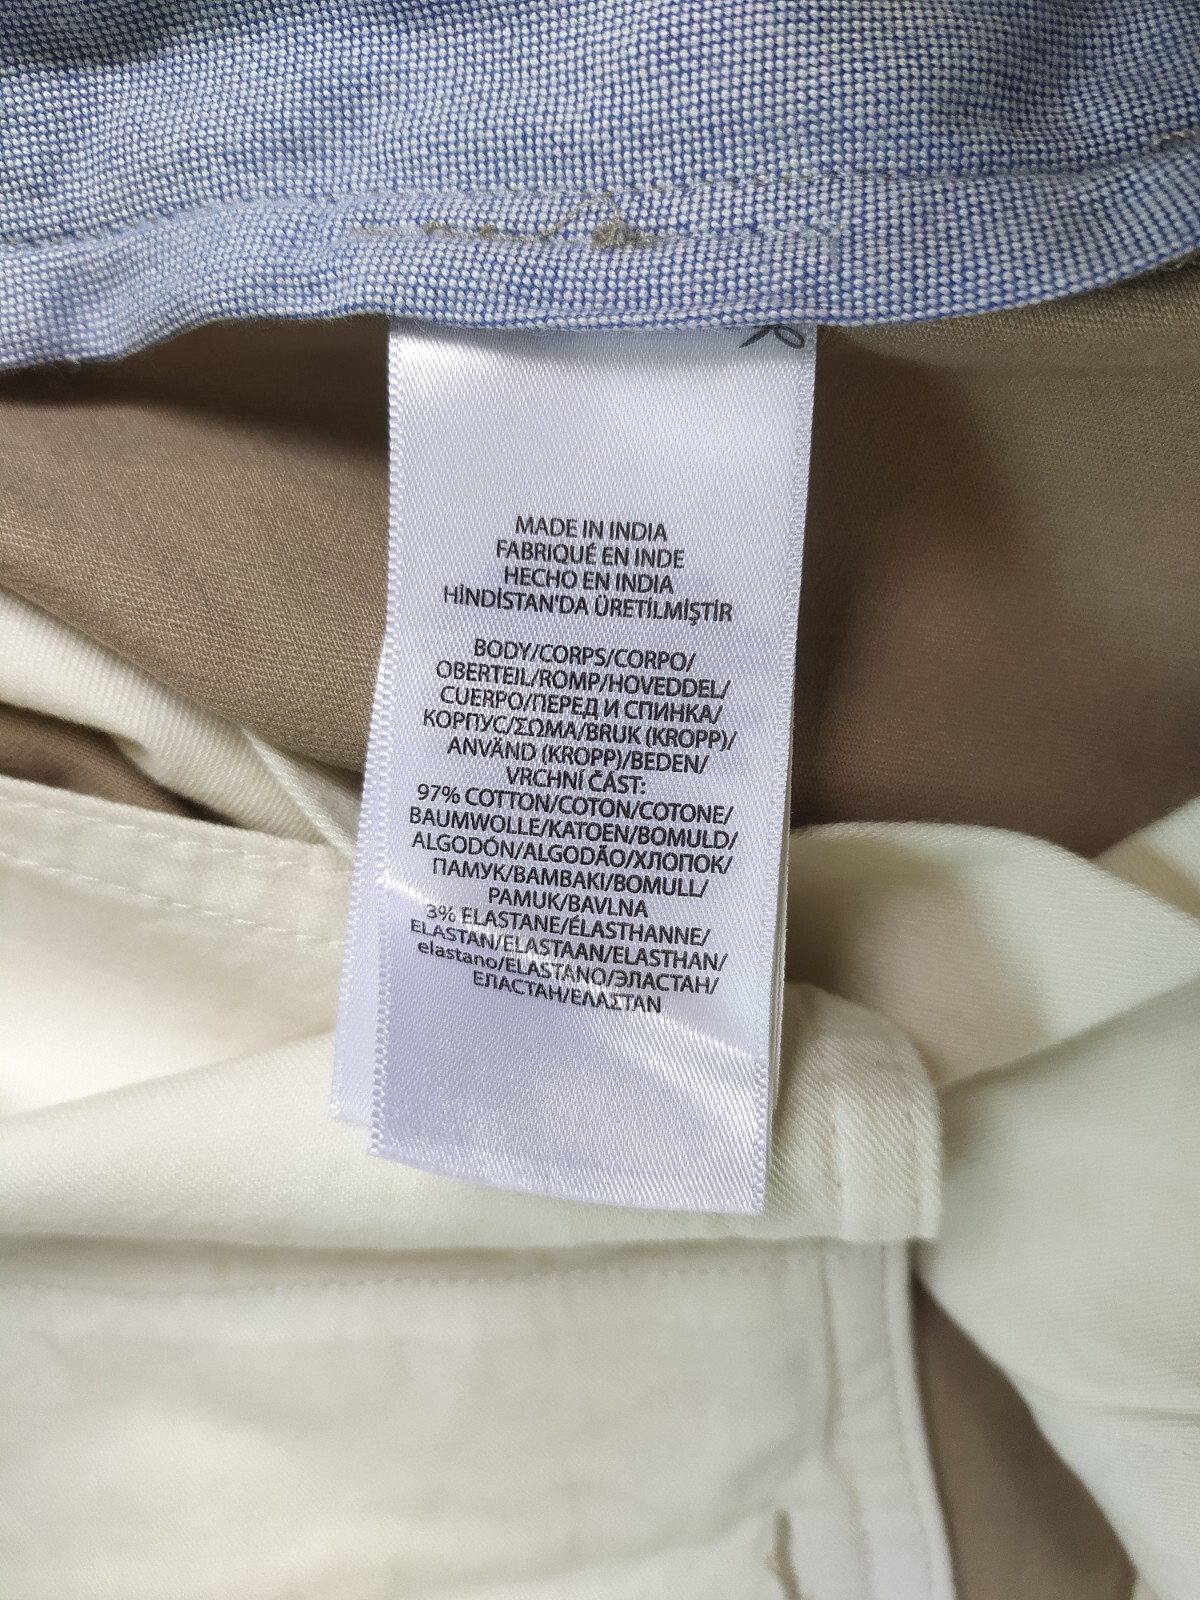 MADE IN INDIA
FABRIQUÉ EN INDE
HECHO EN INDIA
HİNDİSTAN'DA ÜRETİLMİŞTİR
BODY/CORPS/CORPO/
OBERTEIL/ROMP/HOVEDDEL/
CUERPO/ПЕРЕД И СПИНКА/
КОРПУС/ΣΩΜΑ/BRUK (KROPP)/
ANVÄND (KROPP)/BEDEN/
VRCHNÍ ČÁST:
97% COTTON/COTON/COTONE/
BAUMWOLLE/KATOEN/BOMULD/
ALGODÓN/ALGODÃO/ХЛОПОК/
ПАМУК/BAMBAKI/BOMULL/
PAMUK/BAVLNA
3% ELASTANE/ÉLASTHANNE/
ELASTAN/ELASTAAN/ELASTHAN/
elastano/ELASTANO/ЭЛАСТАН/
ЕЛАСТАН/ΕΛΑΣΤΑΝ